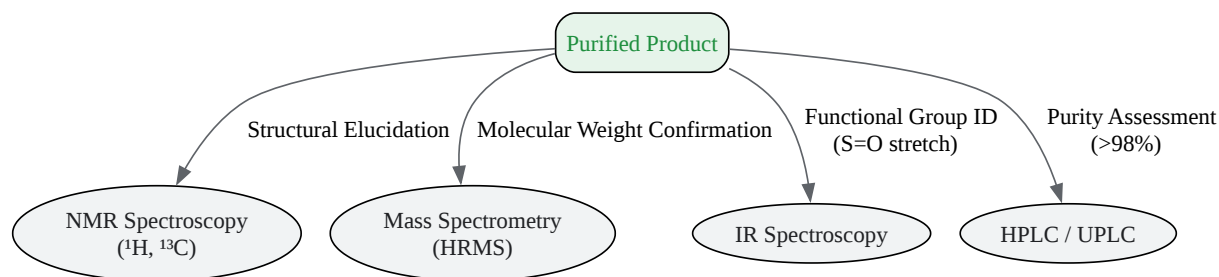 Purified Product
Structural Elucidation
Molecular Weight Confirmation
Functional Group ID
(S=O stretch)
Purity Assessment
(>98%)
NMR Spectroscopy
(¹H, ¹³C)
Mass Spectrometry
(HRMS)
IR Spectroscopy
HPLC / UPLC